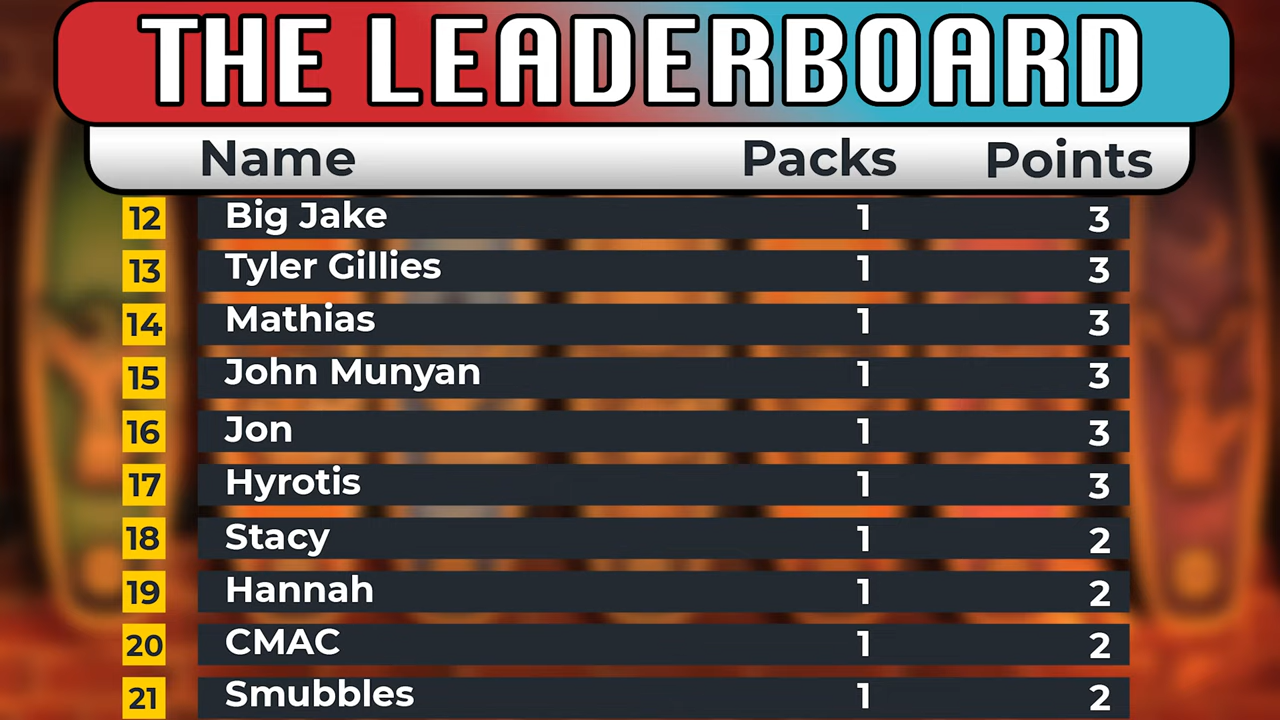 THE LEADERBOARD
Name Packs Points
12 Big Jake 1 3
13 Tyler Gillies 1 3
14 Mathias 1 3
15 John Munyan 1 3
16 Jon 1 3
17 Hyrotis 1 3
18 Stacy 1 2
19 Hannah 1 2
20 CMAC 1 2
21 Smubbles 1 2